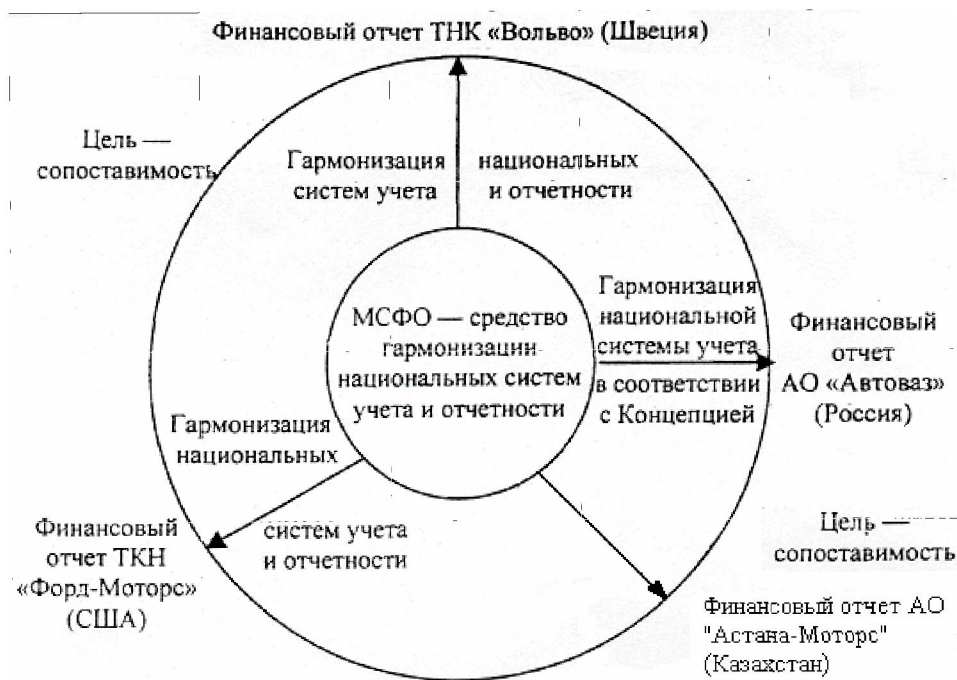 Финансовый отчет ТНК «Вольво» (Швеция)
Цель —
сопоставимость
Гармонизация
систем учета
национальных
и отчетности
МСФО — средство
гармонизации
национальных систем
учета и отчетности
Гармонизация
национальной
системы учета
в соответствии
с Концепцией
Финансовый
отчет
АО «Автоваз»
(Россия)
Гармонизация
национальных
систем учета
и отчетности
Финансовый
отчет ТКН
«Форд-Моторс»
(США)
Цель —
сопоставимость
Финансовый отчет АО
"Астана-Моторс"
(Казахстан)